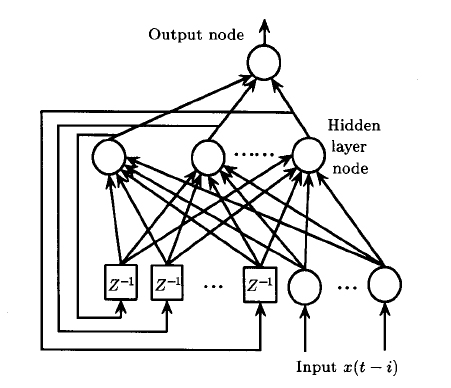 Output node
······
Hidden
layer
node
Z⁻¹ Z⁻¹ ··· Z⁻¹ ···
Input x(t − i)